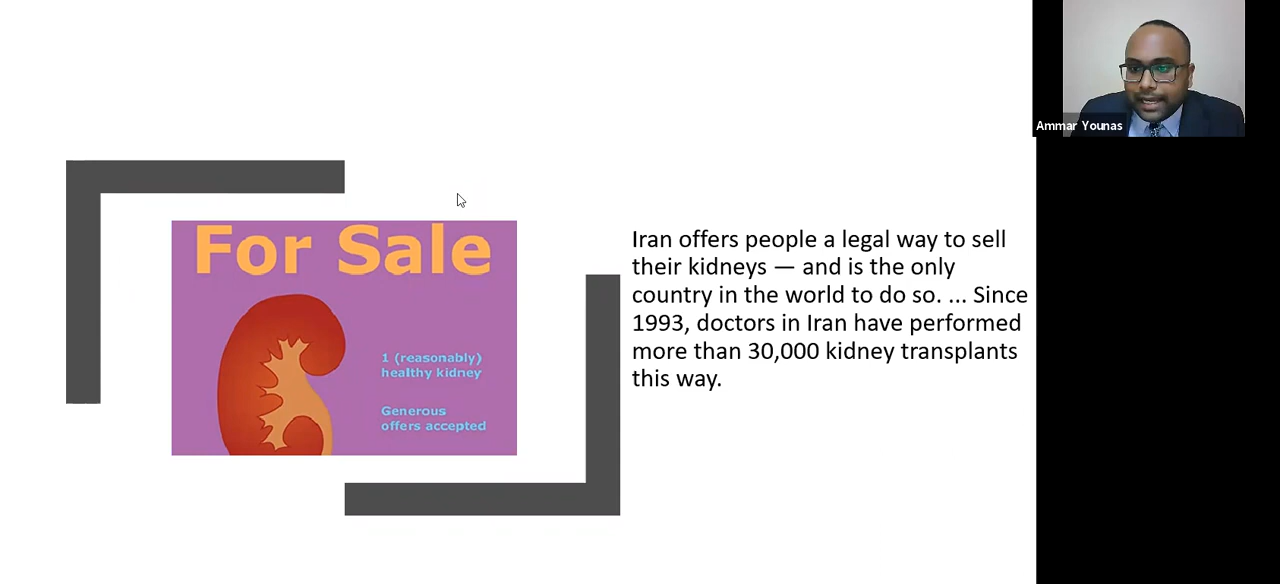 For Sale
1 (reasonably)
healthy kidney
Generous
offers accepted
Iran offers people a legal way to sell
their kidneys — and is the only
country in the world to do so. ... Since
1993, doctors in Iran have performed
more than 30,000 kidney transplants
this way.
Ammar Younas